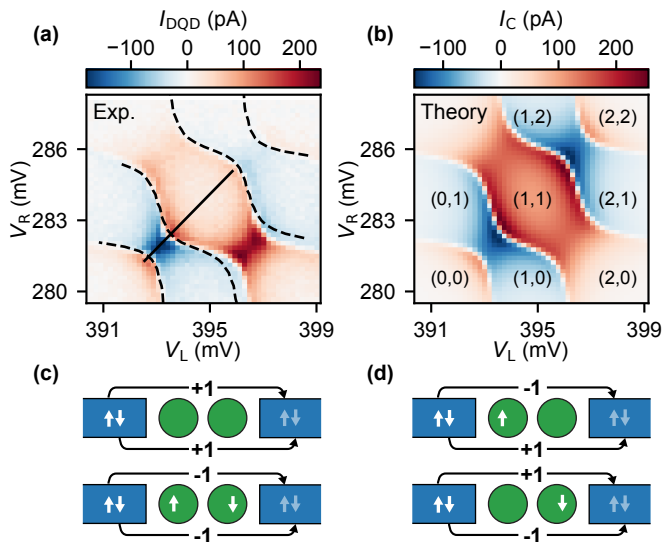 (a) I_DQD (pA)
−100 0 100 200
Exp.
286
283
280
V_R (mV)
391 395 399
V_L (mV)
(b) I_C (pA)
−100 0 100 200
Theory
(1,2) (2,2)
(0,1) (1,1) (2,1)
(0,0) (1,0) (2,0)
286
283
280
V_R (mV)
391 395 399
V_L (mV)
(c)
+1
+1
-1
-1
(d)
-1
+1
+1
-1